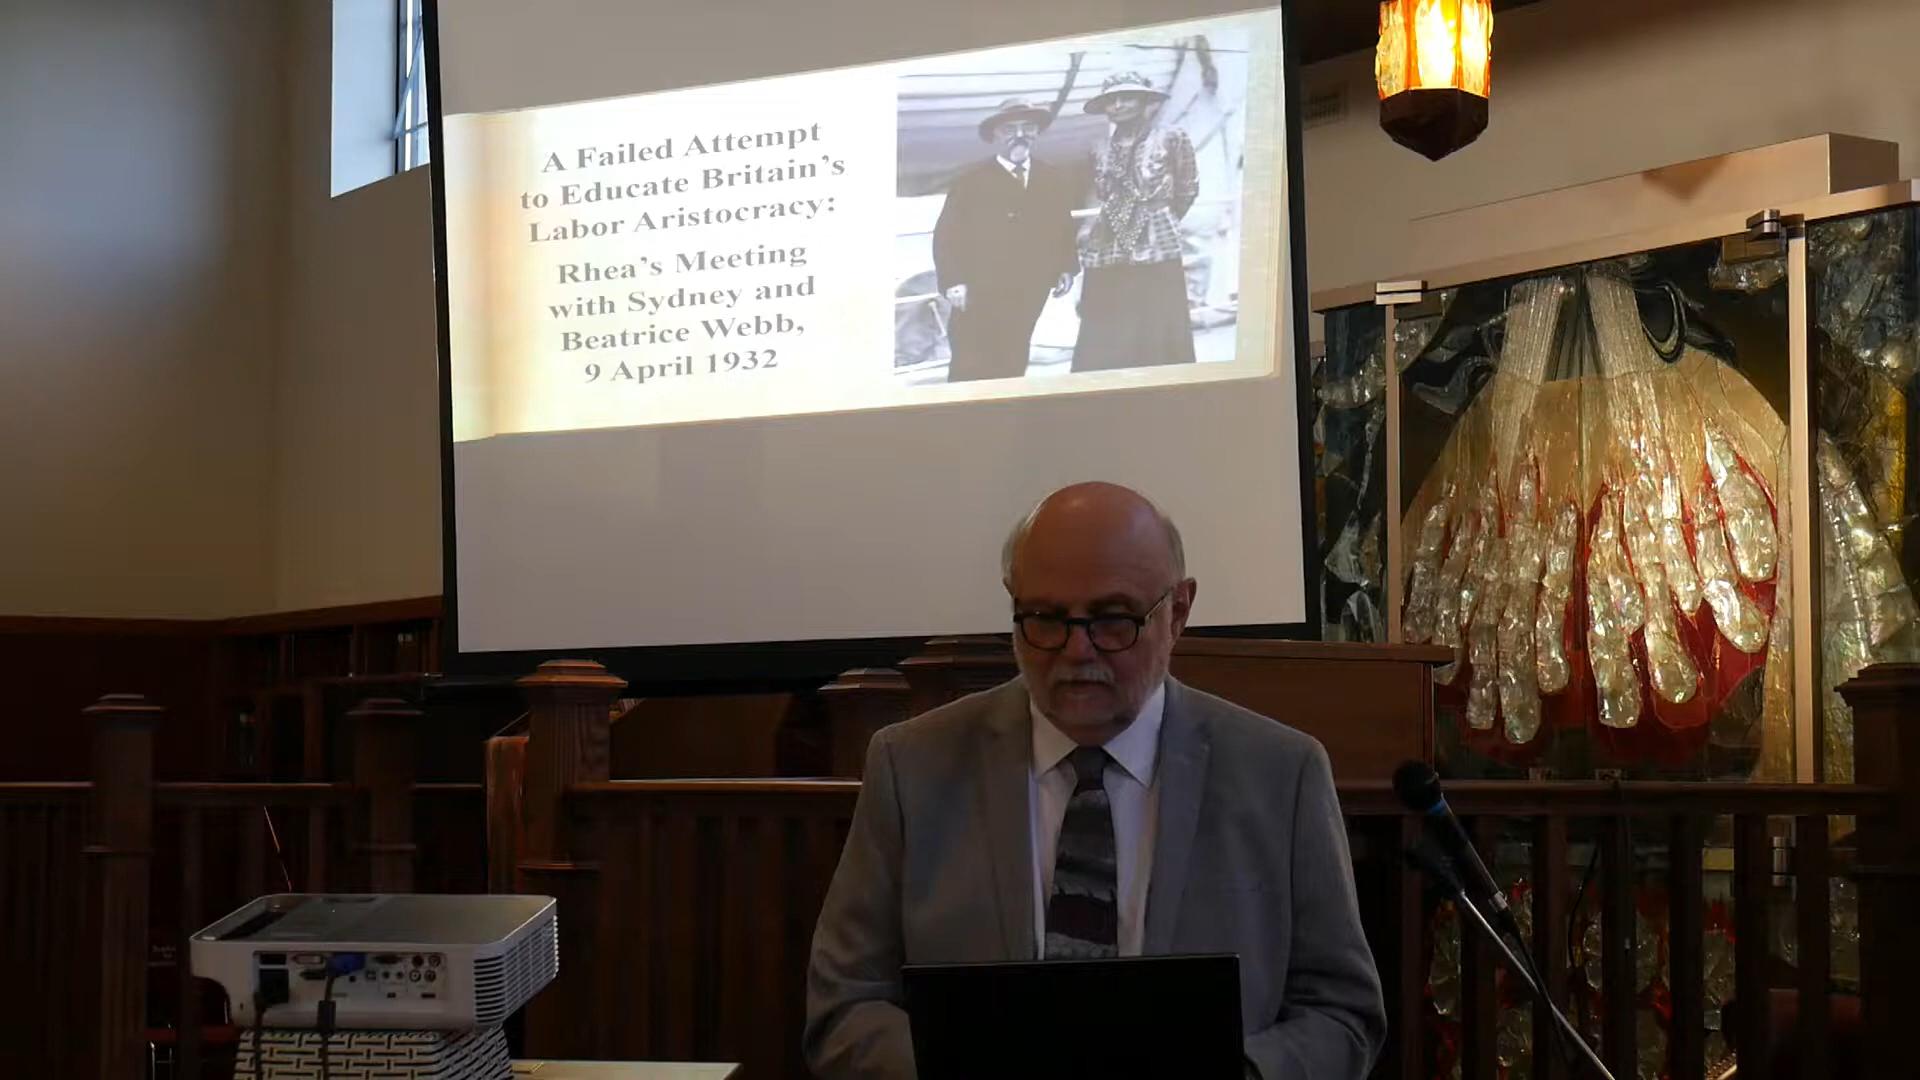 A Failed Attempt
to Educate Britain's
Labor Aristocracy:
Rhea's Meeting
with Sydney and
Beatrice Webb,
9 April 1932